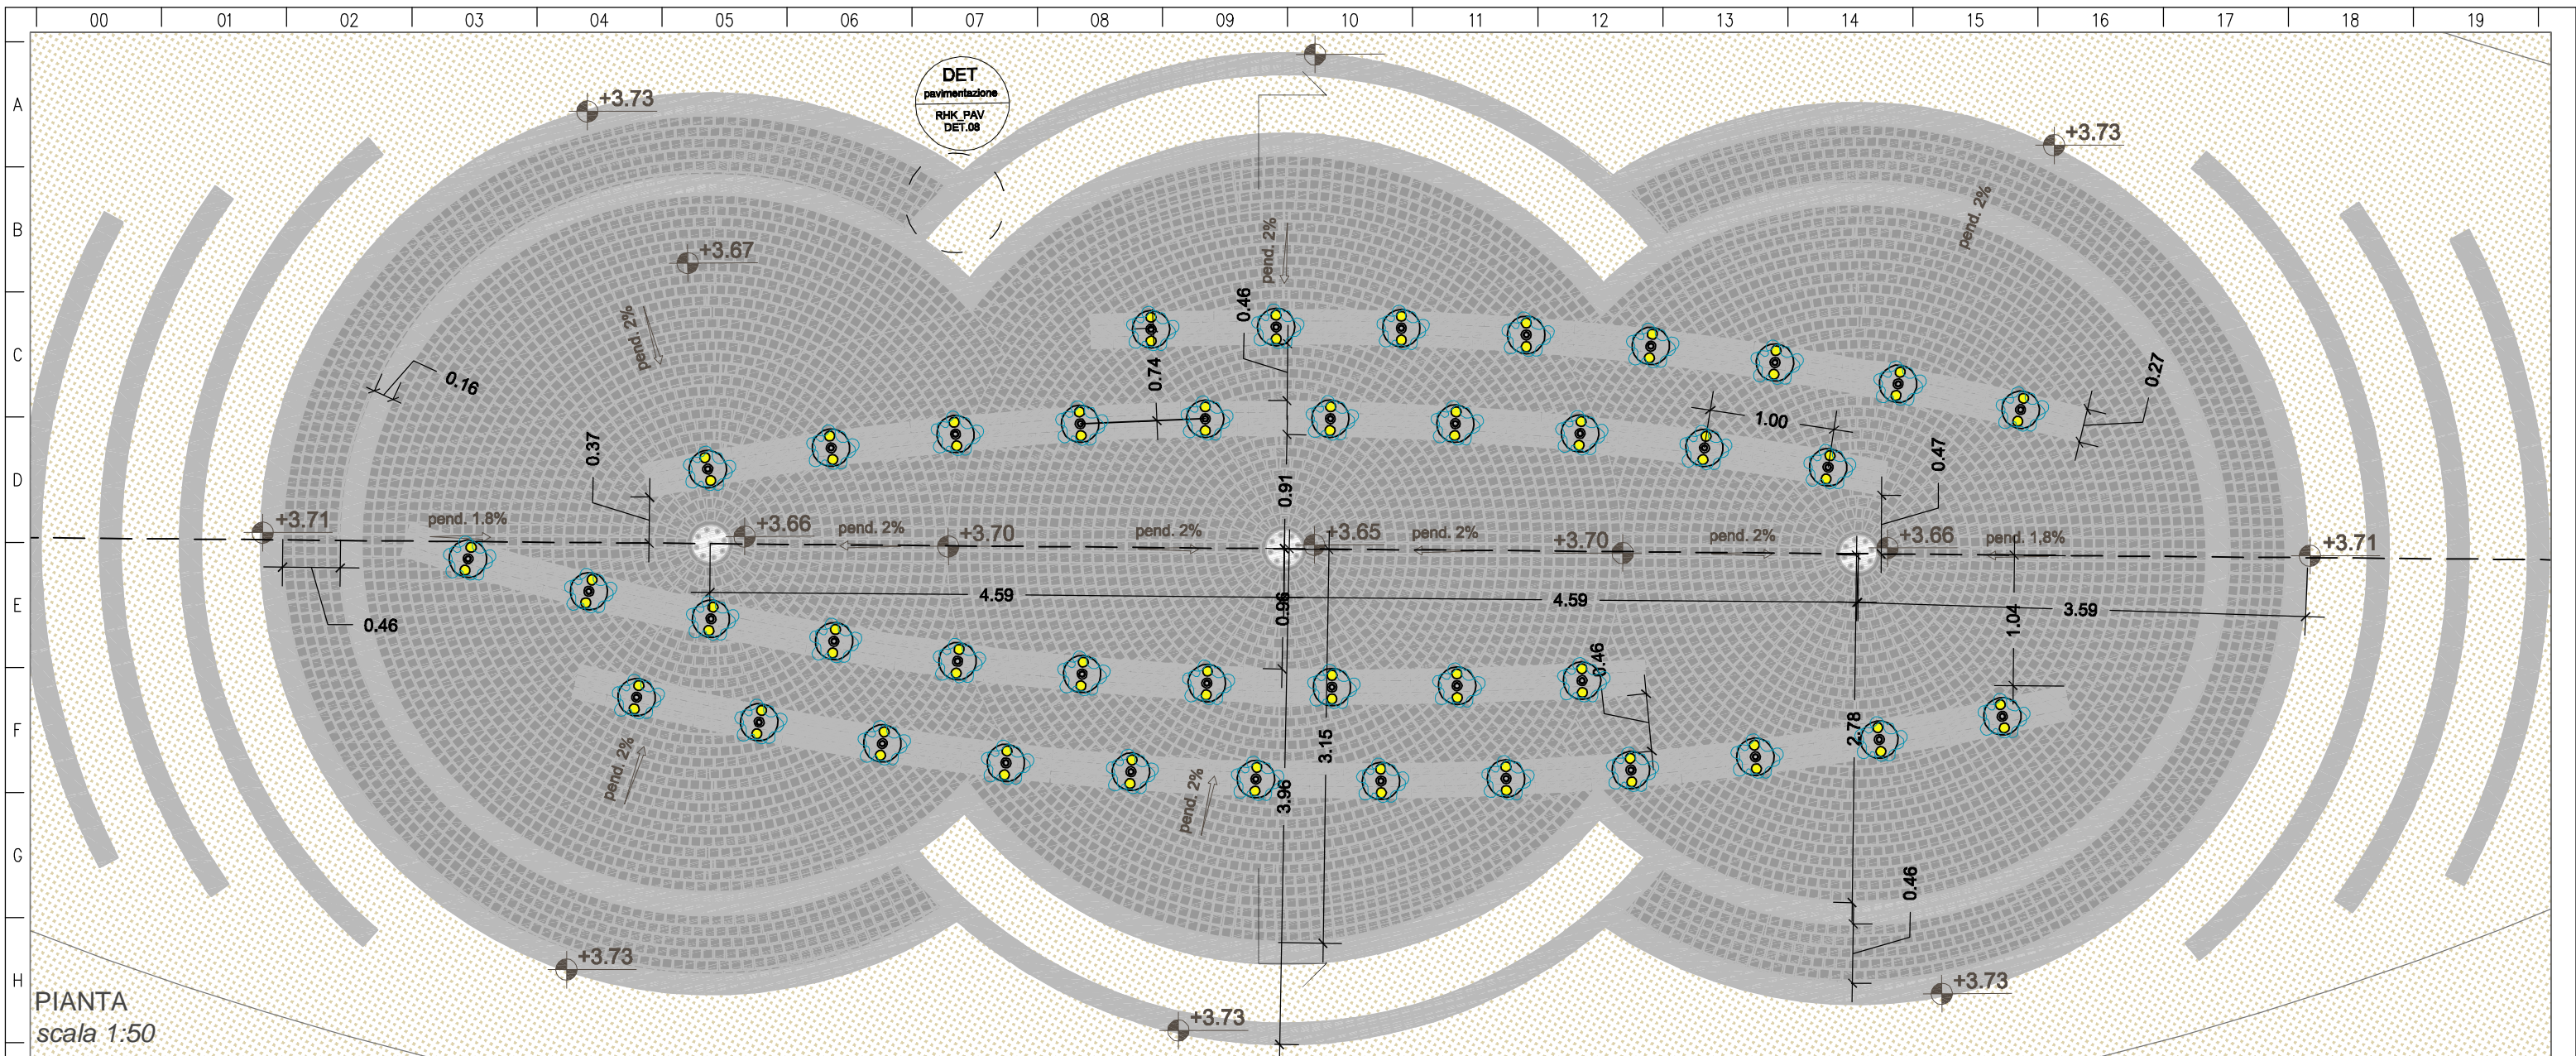 00 01 02 03 04 05 06 07 08 09 10 11 12 13 14 15 16 17 18 19
A
B
C
D
E
F
G
H
DET
pavimentazione
RHK_PAV
DET.08
+3.73
+3.73
+3.67
pend. 2%
pend. 2%
pend. 2%
0.46
0.74
0.16
0.27
1.00
0.37
0.47
0.91
+3.71
pend. 1.8%
+3.66
pend. 2%
+3.70
pend. 2%
+3.65
pend. 2%
+3.70
pend. 2%
+3.66
pend. 1.8%
+3.71
4.59
0.96
4.59
1.04
3.59
0.46
0.46
2.78
3.15
pend. 2%
pend. 2%
3.96
0.46
+3.73
+3.73
+3.73
PIANTA
scala 1:50